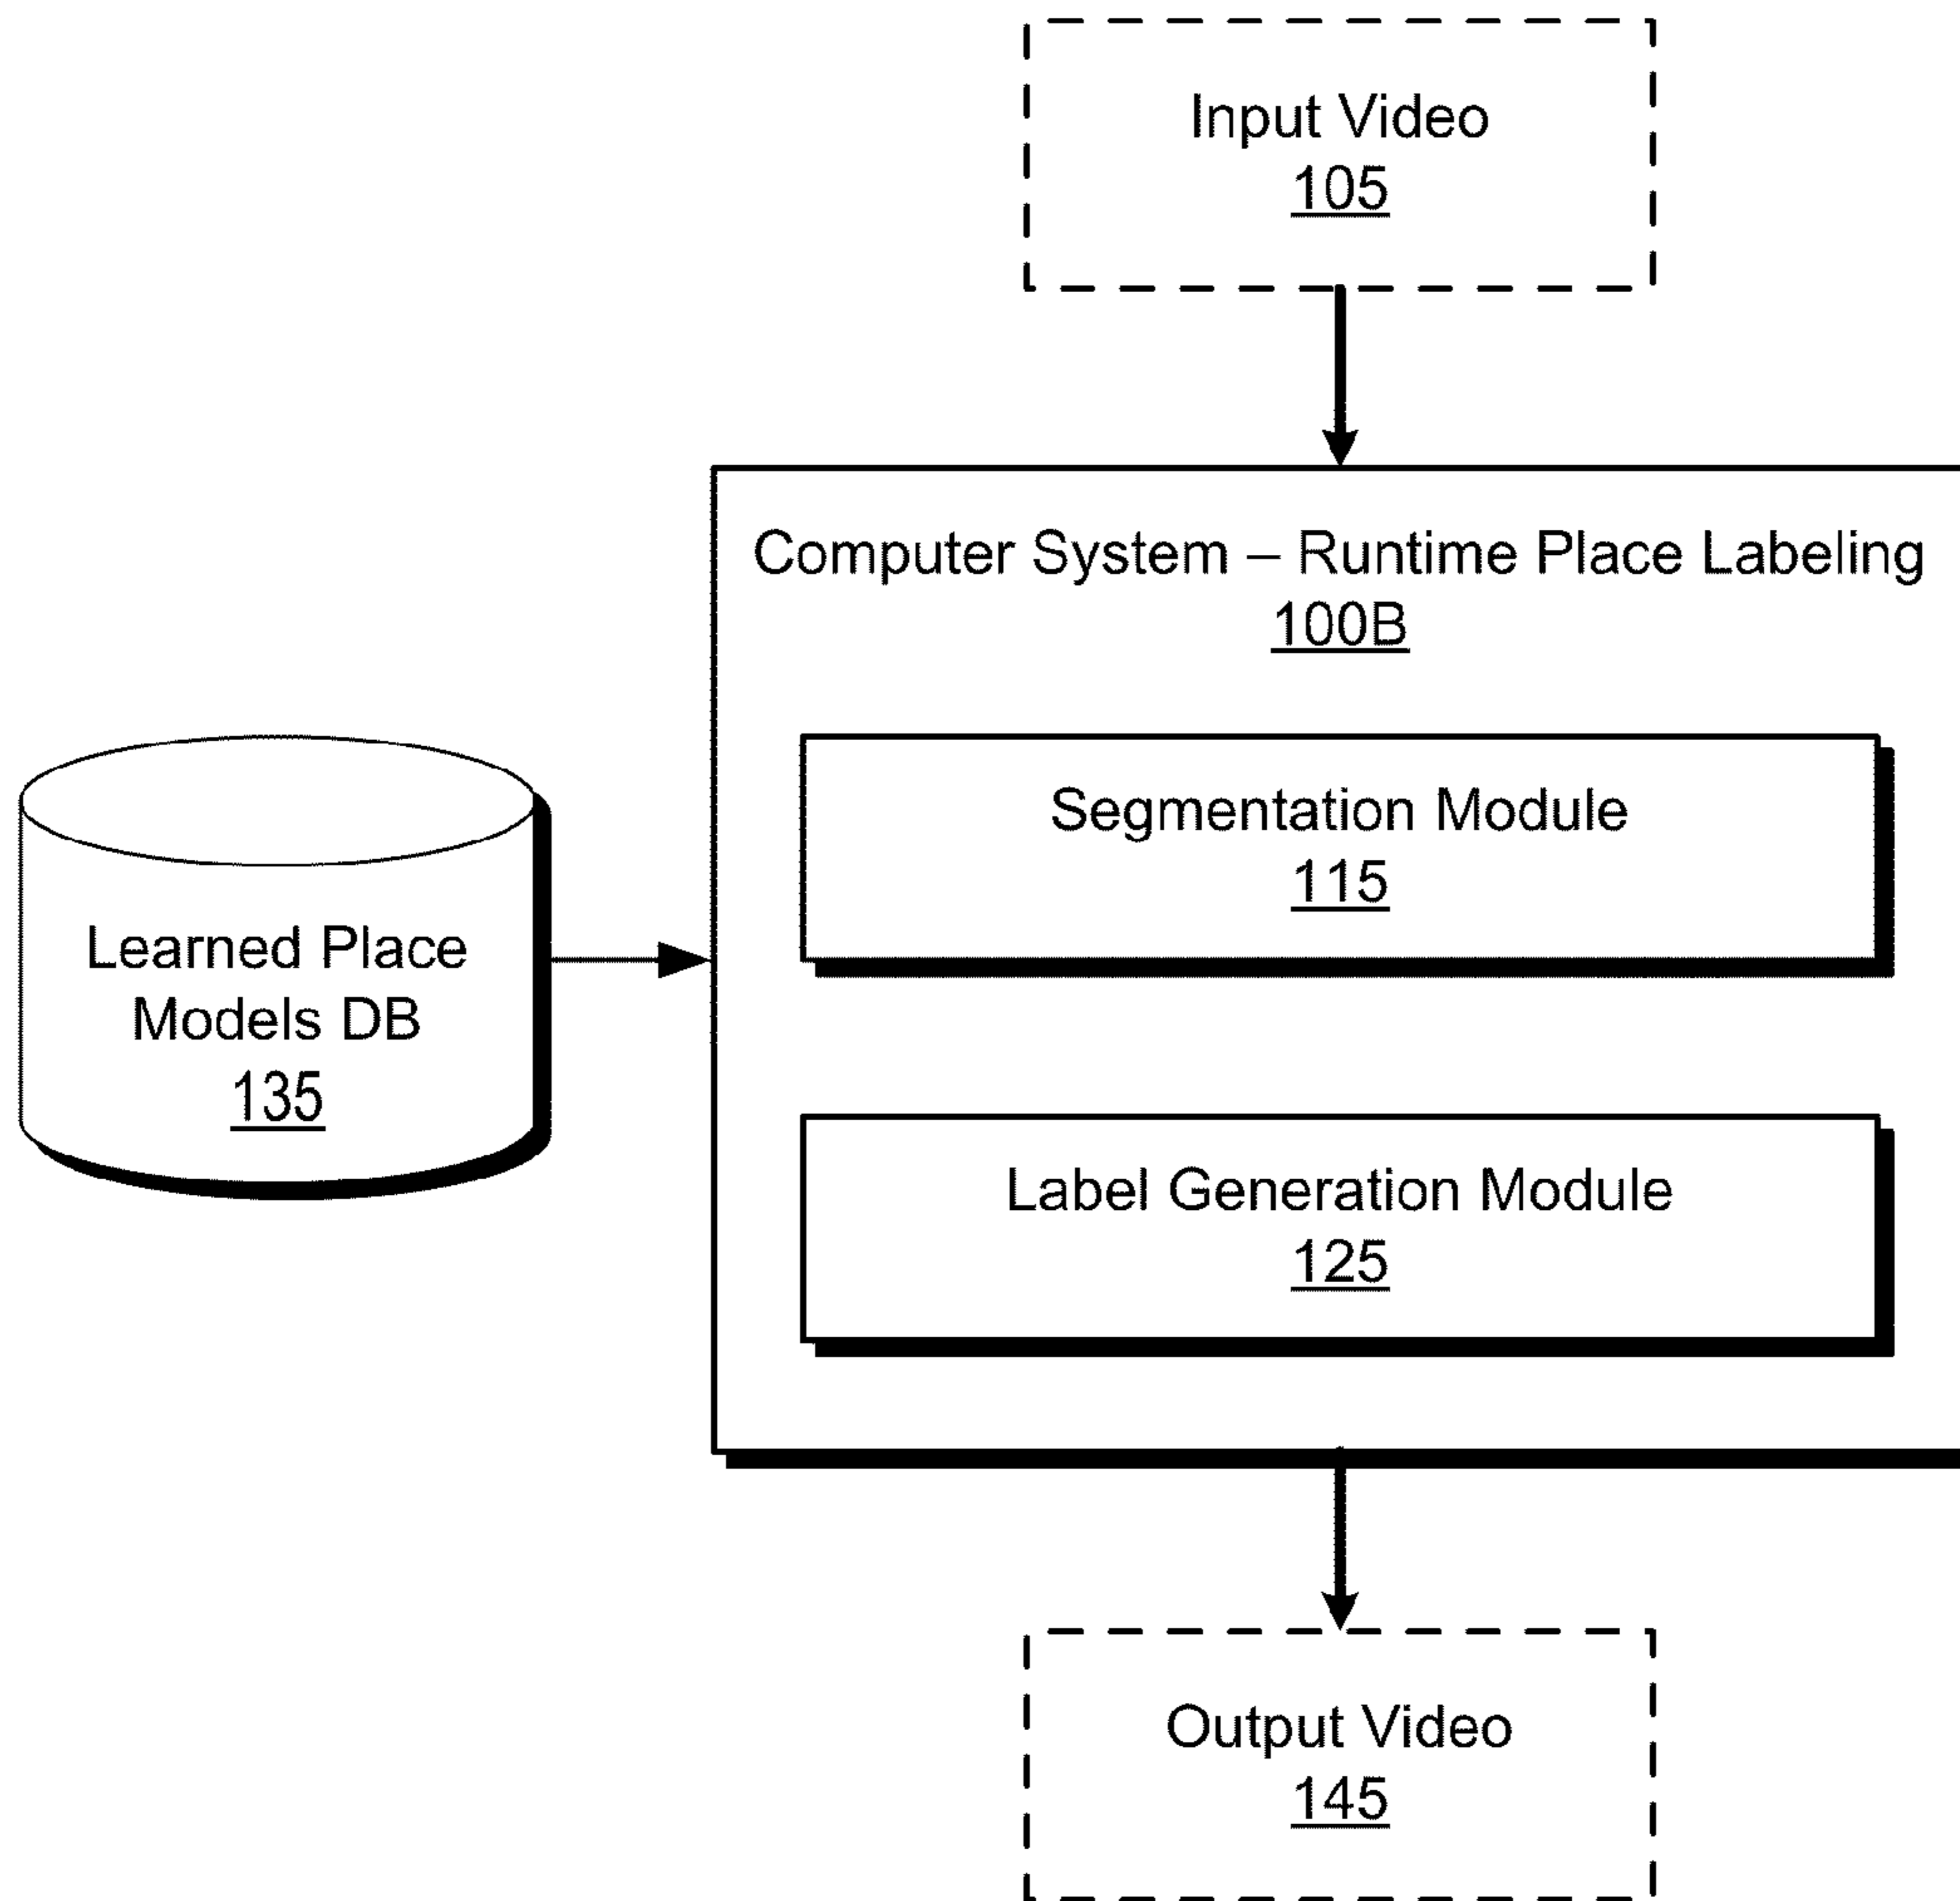 Input Video
105
Computer System – Runtime Place Labeling
100B
Segmentation Module
115
Learned Place
Models DB
135
Label Generation Module
125
Output Video
145